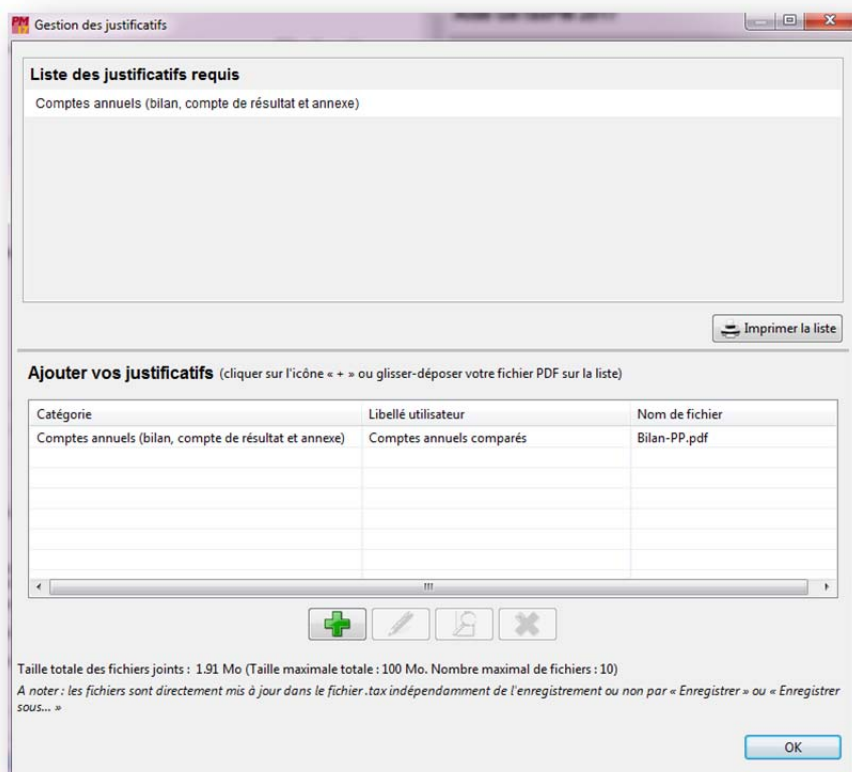 PM
17
Gestion des justificatifs
Liste des justificatifs requis
Comptes annuels (bilan, compte de résultat et annexe)
Imprimer la liste
Ajouter vos justificatifs (cliquer sur l'icône « + » ou glisser-déposer votre fichier PDF sur la liste)
Catégorie Libellé utilisateur Nom de fichier
Comptes annuels (bilan, compte de résultat et annexe) Comptes annuels comparés Bilan-PP.pdf
Taille totale des fichiers joints : 1.91 Mo (Taille maximale totale : 100 Mo. Nombre maximal de fichiers : 10)
A noter : les fichiers sont directement mis à jour dans le fichier .tax indépendamment de l'enregistrement ou non par « Enregistrer » ou « Enregistrer
sous... »
OK